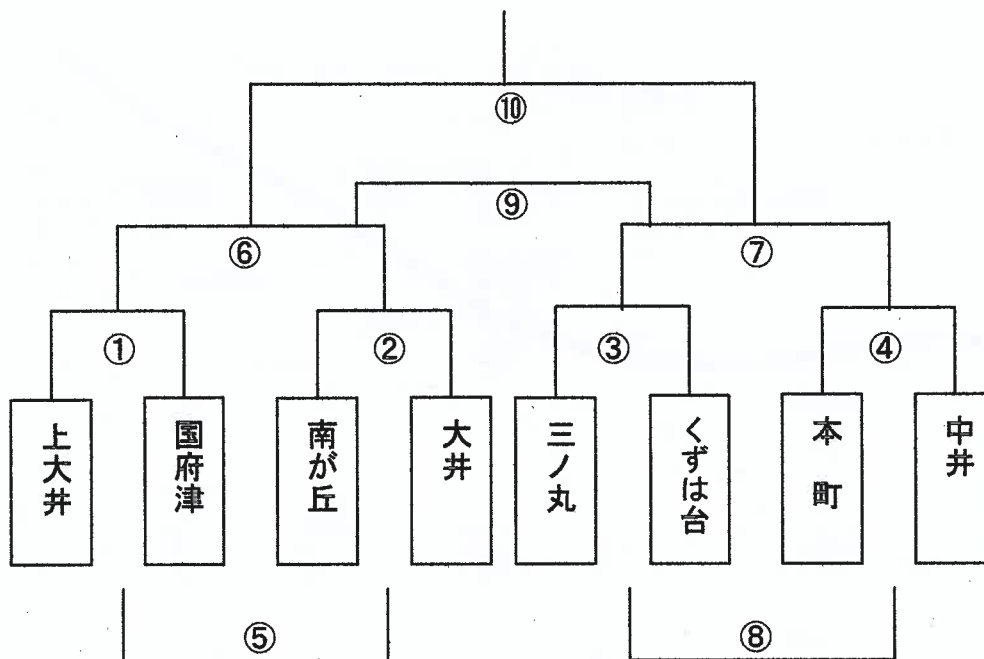 ⑩
⑨
⑥
⑦
①
②
③
④
上大井
国府津
南が丘
大井
三ノ丸
くずは台
本町
中井
⑤
⑧